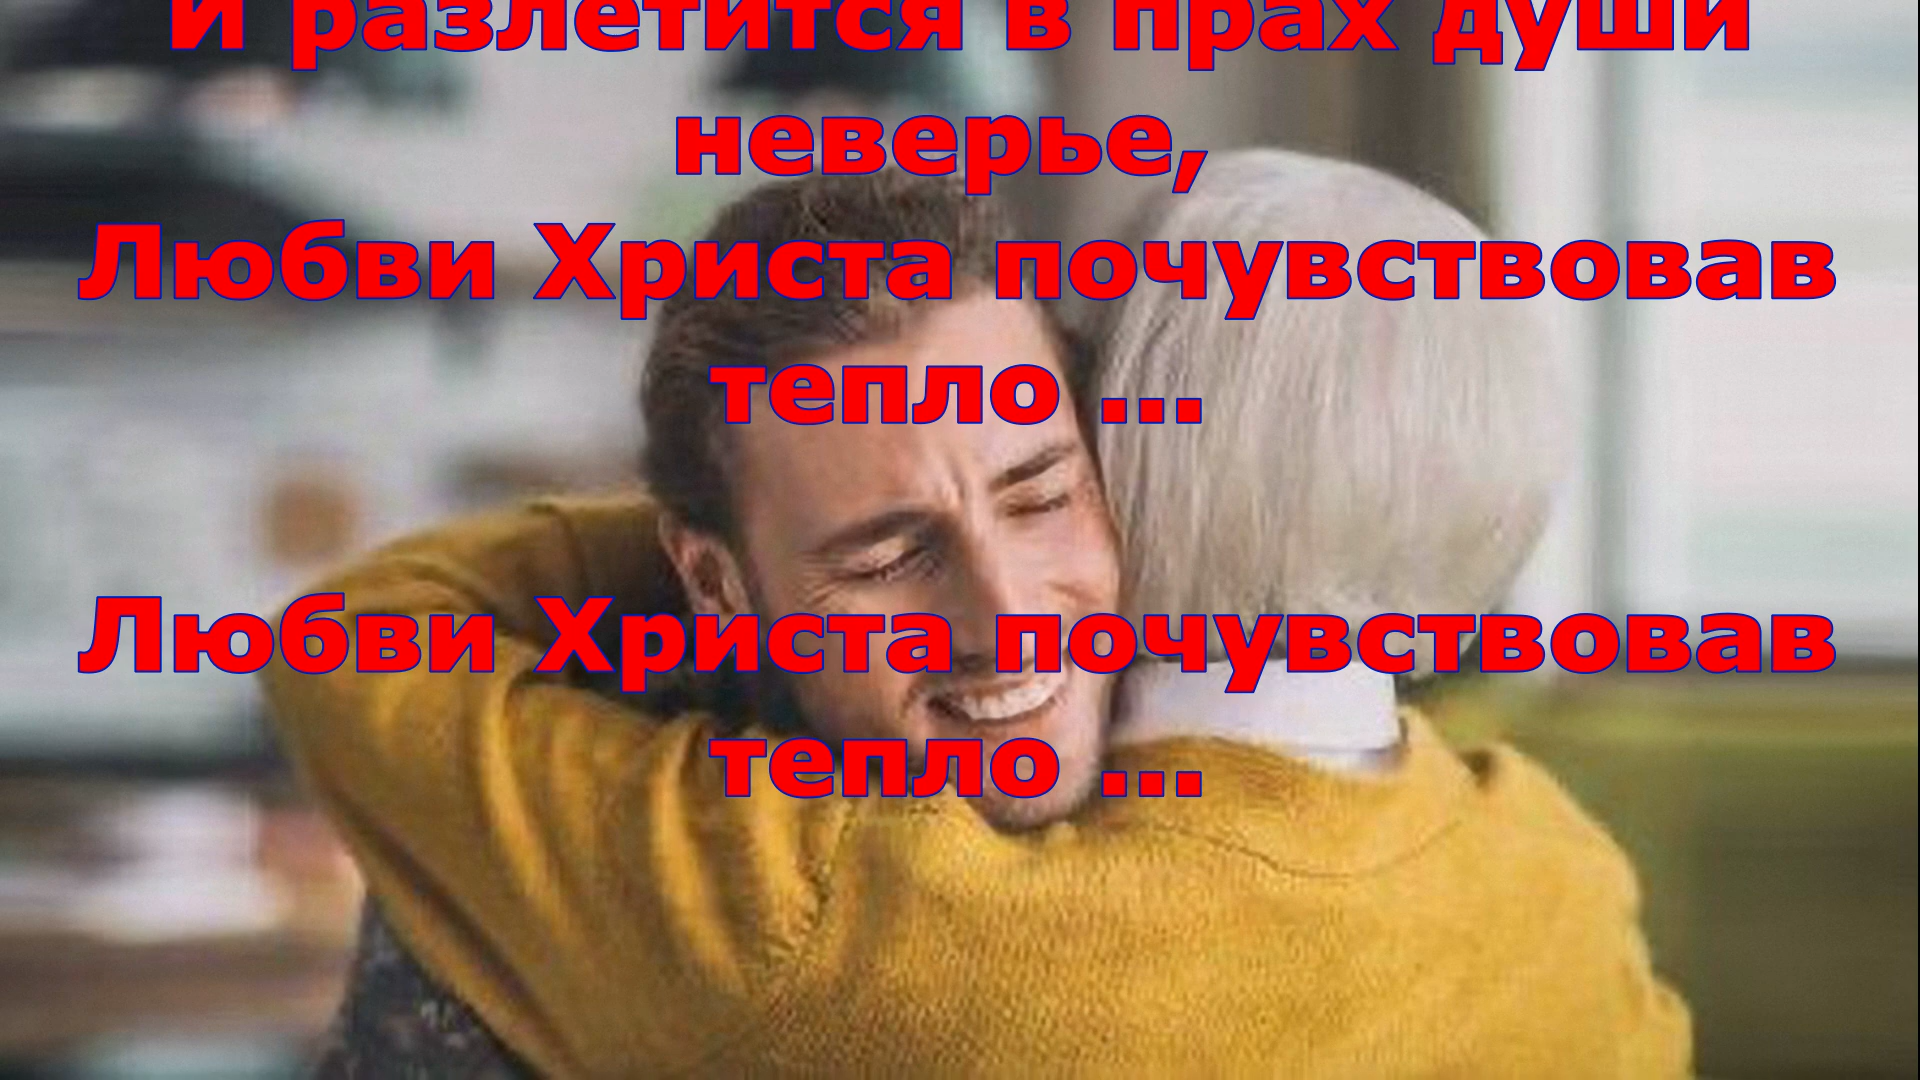 И разлетится в прах души
неверье,
Любви Христа почувствовав
тепло ...
Любви Христа почувствовав
тепло ...